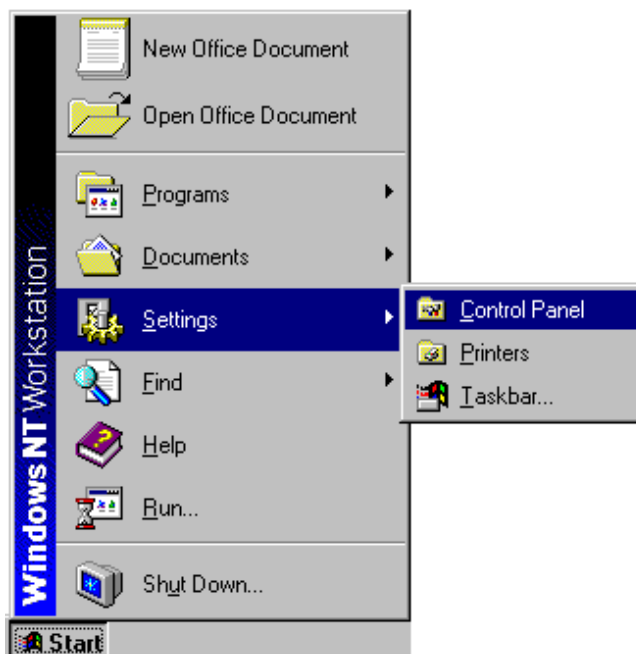 New Office Document
Open Office Document
Programs
Documents
Settings
Find
Help
Run...
Shut Down...
Control Panel
Printers
Taskbar...
Windows NT Workstation
Start